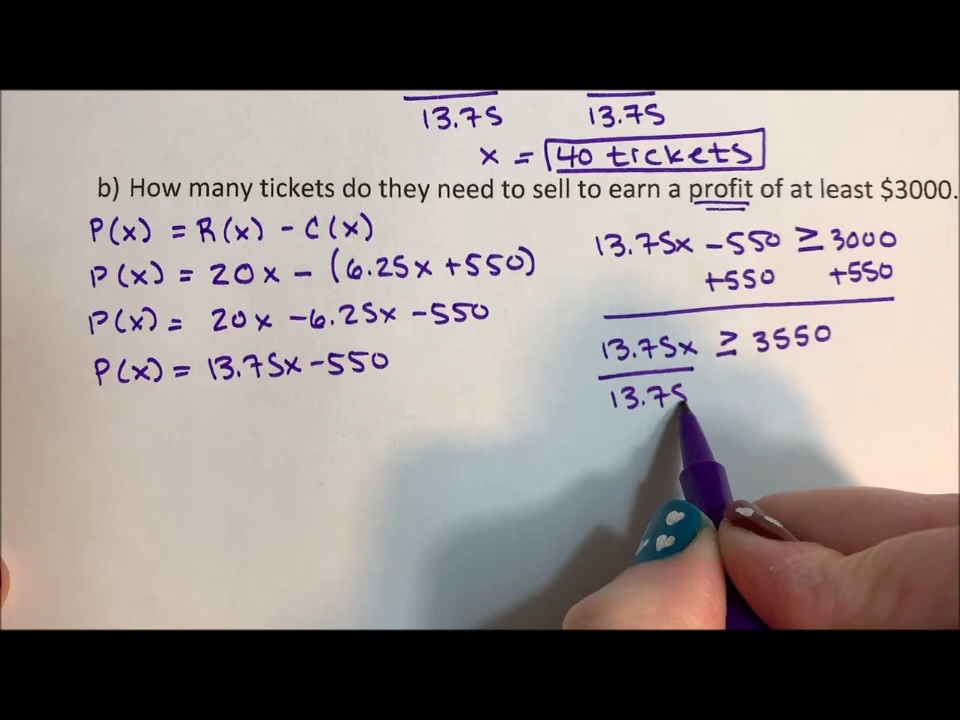 13.75 13.75
x = 40 tickets
b) How many tickets do they need to sell to earn a profit of at least $3000.
P(x) = R(x) - C(x)
P(x) = 20x - (6.25x +550)
P(x) = 20x -6.25x -550
P(x) = 13.75x -550
13.75x -550 ≥ 3000
+550 +550
13.75x ≥ 3550
13.75